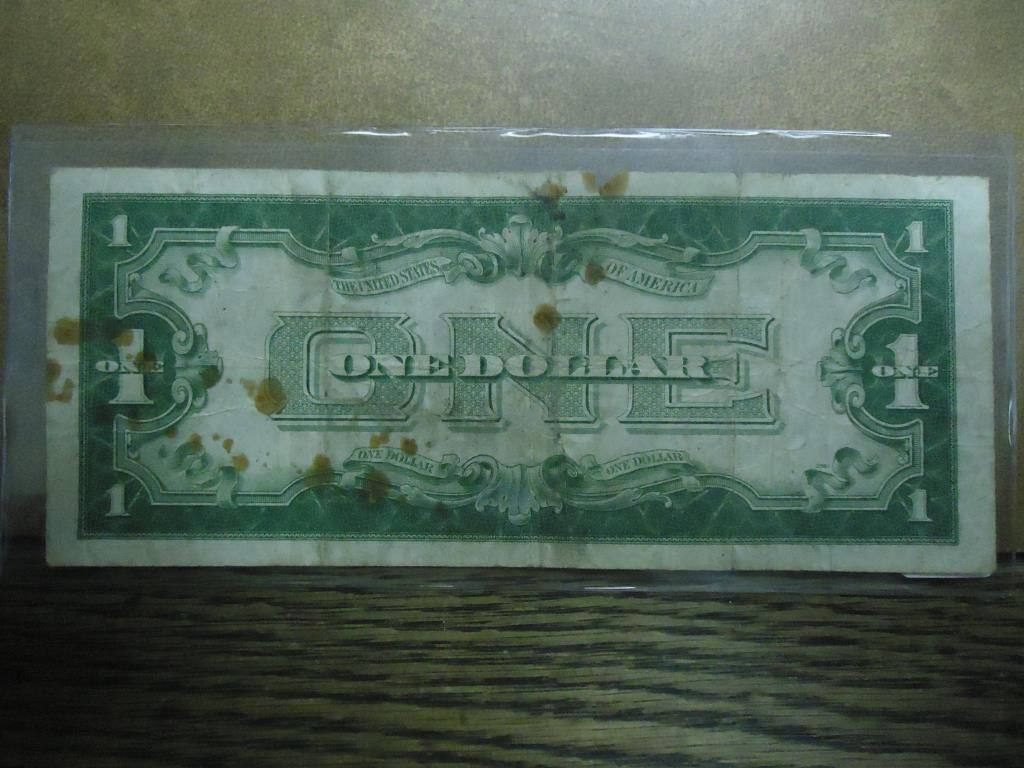 1 1
THE UNITED STATES OF AMERICA
ONE
ONE DOLLAR
1 ONE 1 ONE
ONE DOLLAR ONE DOLLAR
1 1